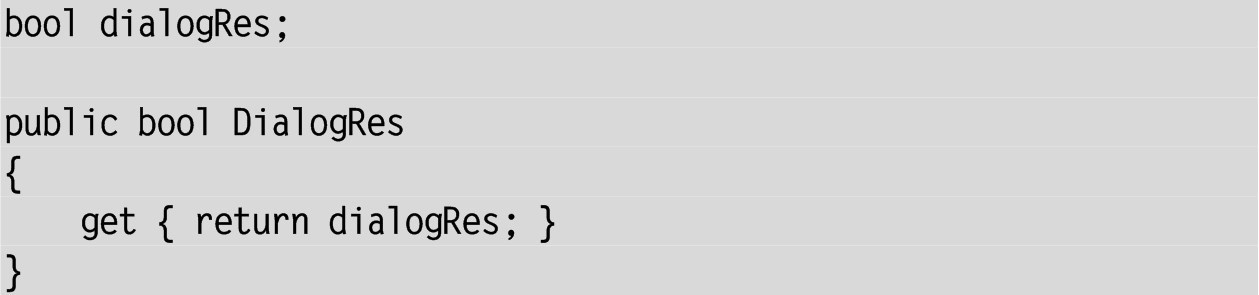 bool dialogRes;

public bool DialogRes
{
    get { return dialogRes; }
}